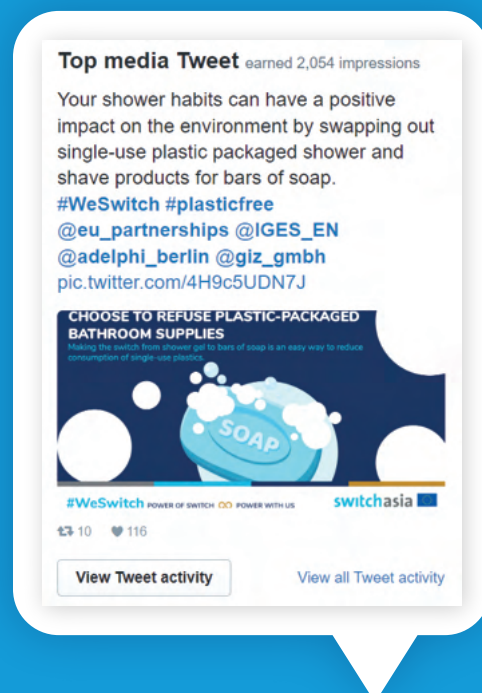 Top media Tweet earned 2,054 impressions
Your shower habits can have a positive
impact on the environment by swapping out
single-use plastic packaged shower and
shave products for bars of soap.
#WeSwitch #plasticfree
@eu_partnerships @IGES_EN
@adelphi_berlin @giz_gmbh
pic.twitter.com/4H9c5UDN7J
CHOOSE TO REFUSE PLASTIC-PACKAGED
BATHROOM SUPPLIES
Making the switch from shower gel to bars of soap is an easy way to reduce
consumption of single-use plastics.
SOAP
#WeSwitch POWER OF SWITCH POWER WITH US switchasia
10 116
View Tweet activity View all Tweet activity